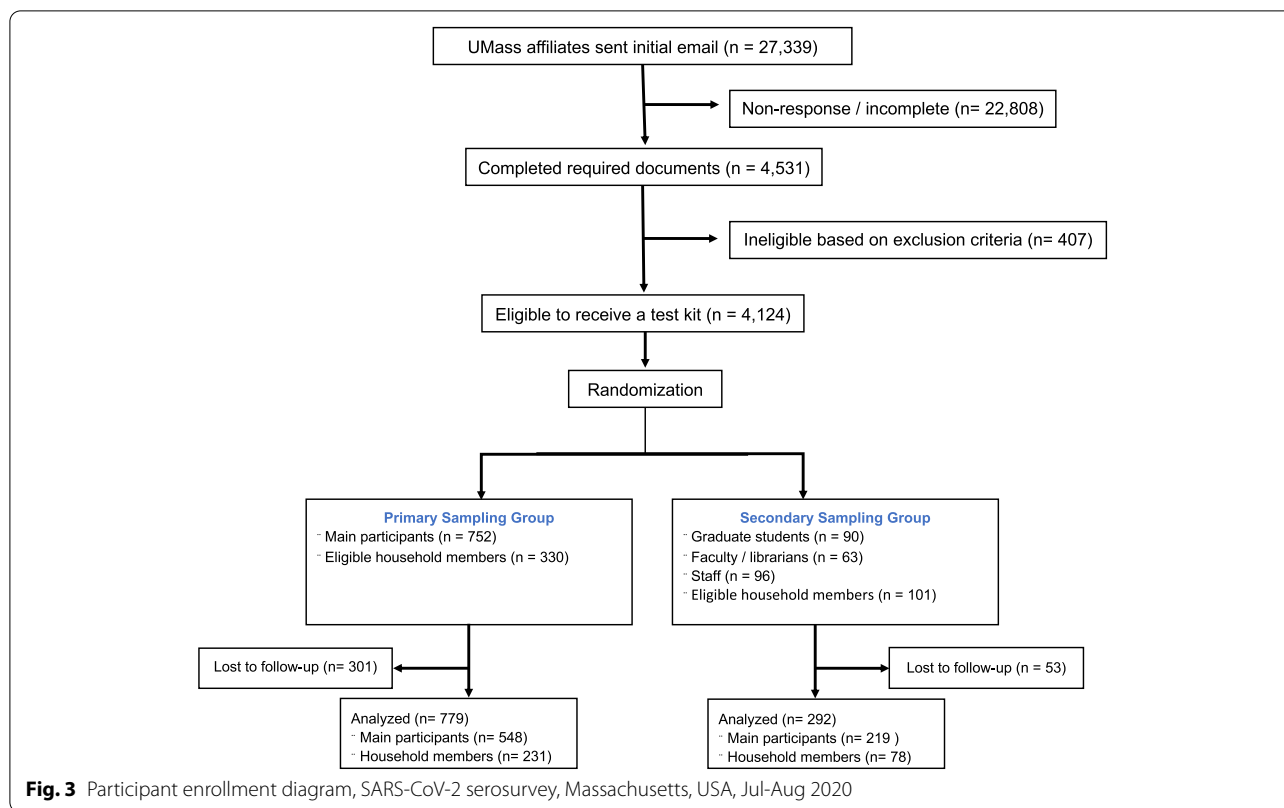 UMass affiliates sent initial email (n = 27,339)
Non-response / incomplete (n= 22,808)
Completed required documents (n = 4,531)
Ineligible based on exclusion criteria (n= 407)
Eligible to receive a test kit (n = 4,124)
Randomization
Primary Sampling Group
¨ Main participants (n = 752)
¨ Eligible household members (n = 330)
Secondary Sampling Group
¨ Graduate students (n = 90)
¨ Faculty / librarians (n = 63)
¨ Staff (n = 96)
¨ Eligible household members (n = 101)
Lost to follow-up (n= 301)
Lost to follow-up (n = 53)
Analyzed (n= 779)
¨ Main participants (n= 548)
¨ Household members (n= 231)
Analyzed (n= 292)
¨ Main participants (n= 219 )
¨ Household members (n= 78)
Fig. 3 Participant enrollment diagram, SARS-CoV-2 serosurvey, Massachusetts, USA, Jul-Aug 2020